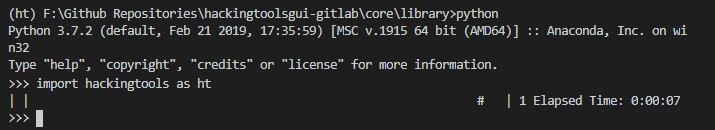 (ht) F:\Github Repositories\hackingtoolsgui-gitlab\core\library>python
Python 3.7.2 (default, Feb 21 2019, 17:35:59) [MSC v.1915 64 bit (AMD64)] :: Anaconda, Inc. on wi
n32
Type "help", "copyright", "credits" or "license" for more information.
>>> import hackingtools as ht
| |                                                                 #   | 1 Elapsed Time: 0:00:07
>>>